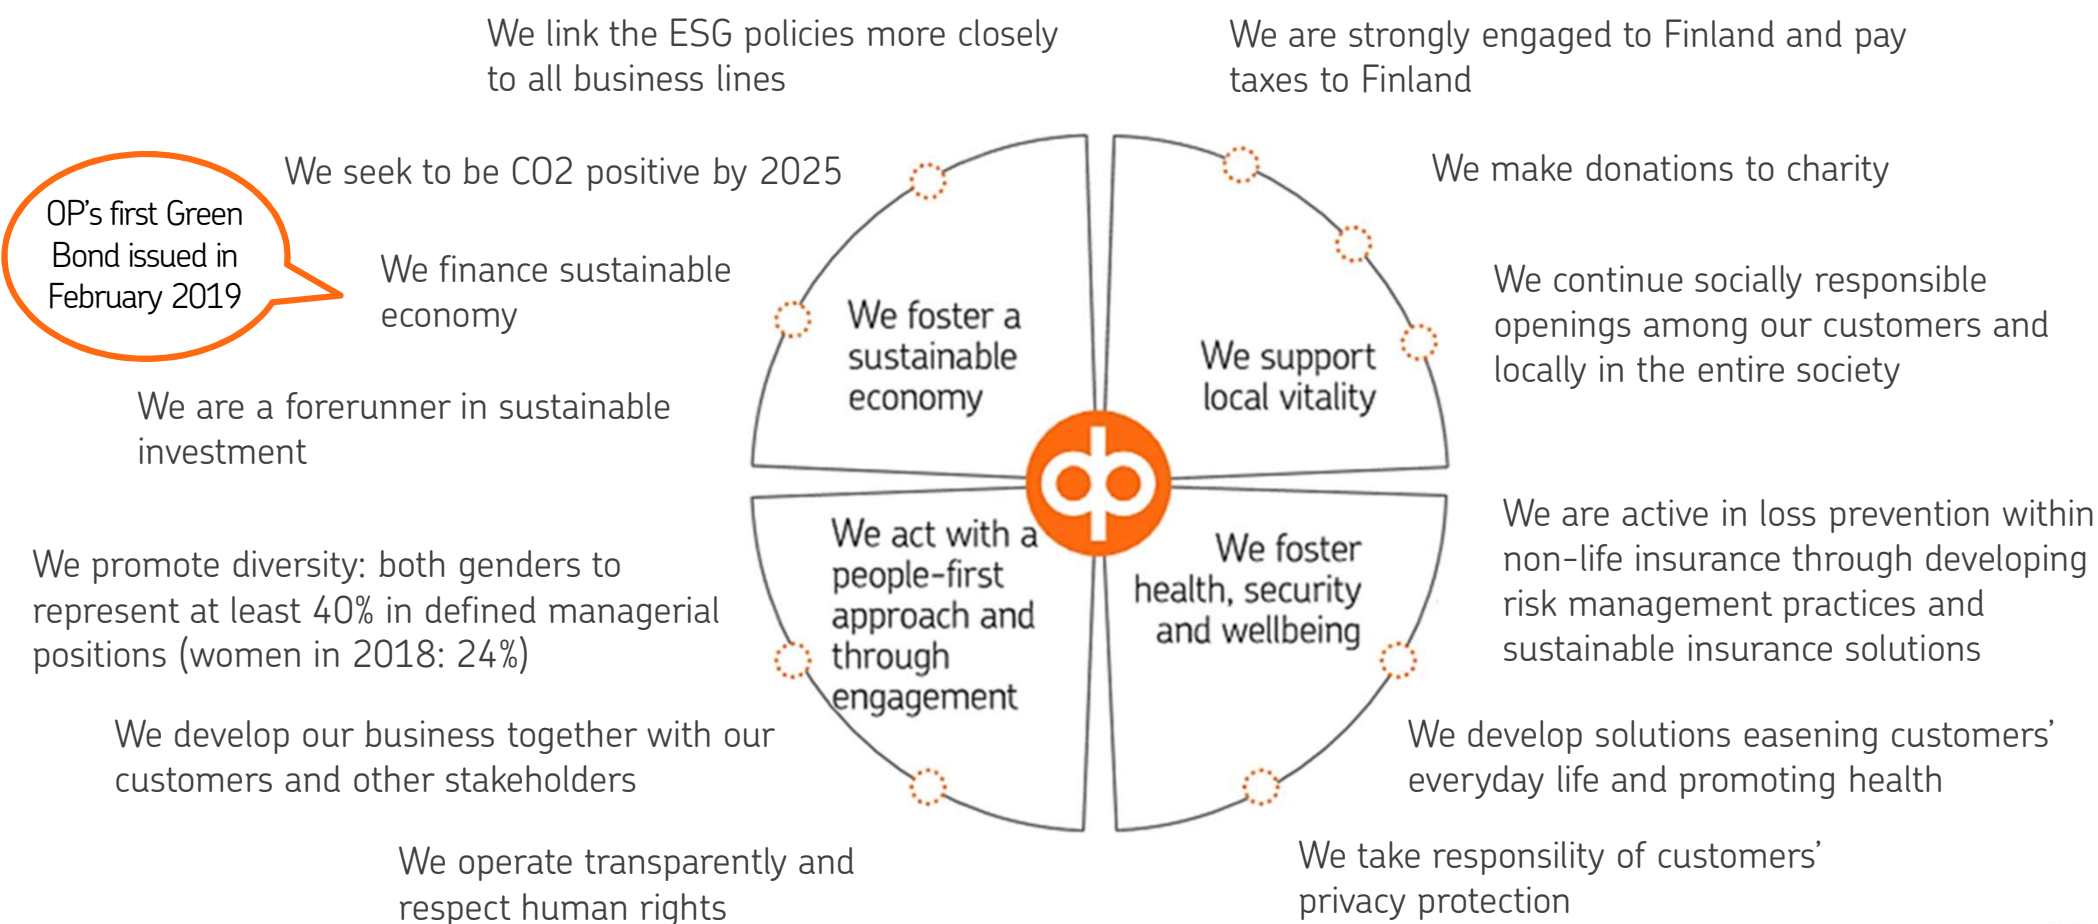 We link the ESG policies more closely
to all business lines
We are strongly engaged to Finland and pay
taxes to Finland
We seek to be CO2 positive by 2025
We make donations to charity
OP's first Green
Bond issued in
February 2019
We finance sustainable
economy
We continue socially responsible
openings among our customers and
locally in the entire society
We foster a
sustainable
economy
We support
local vitality
We are a forerunner in sustainable
investment
We act with a
people-first
approach and
through
engagement
We foster
health, security
and wellbeing
We are active in loss prevention within
non-life insurance through developing
risk management practices and
sustainable insurance solutions
We promote diversity: both genders to
represent at least 40% in defined managerial
positions (women in 2018: 24%)
We develop our business together with our
customers and other stakeholders
We develop solutions easening customers'
everyday life and promoting health
We operate transparently and
respect human rights
We take responsility of customers'
privacy protection